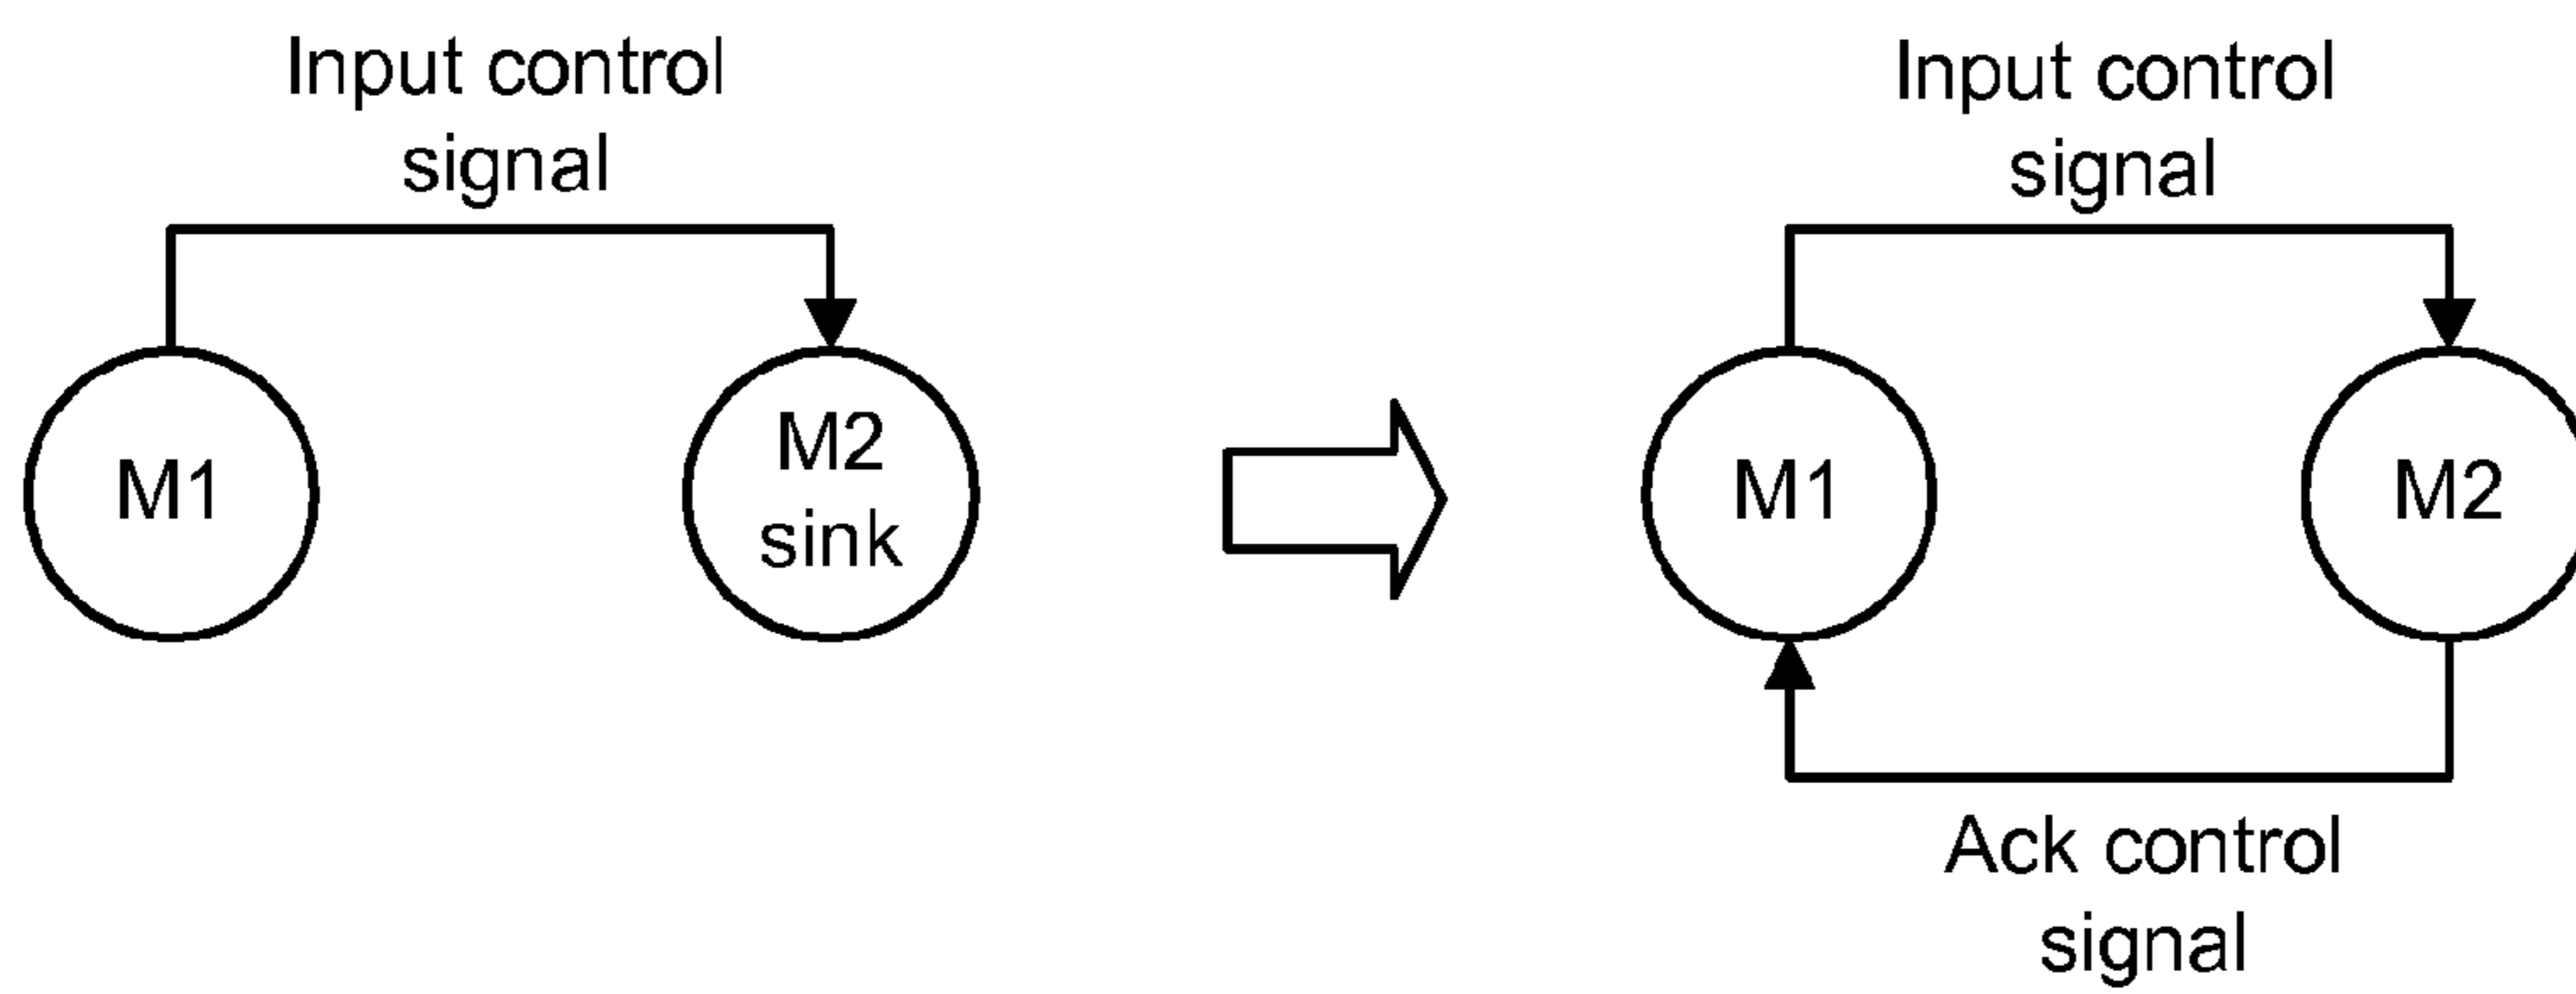 Input control
signal
M1
M2
sink
Input control
signal
M1
M2
Ack control
signal